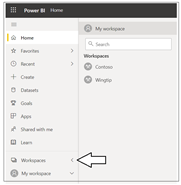 Power BI Home
Home
Favorites
Recent
Create
Datasets
Goals
Apps
Shared with me
Learn
Workspaces
My workspace
My workspace
Search
Workspaces
Contoso
Wingtip